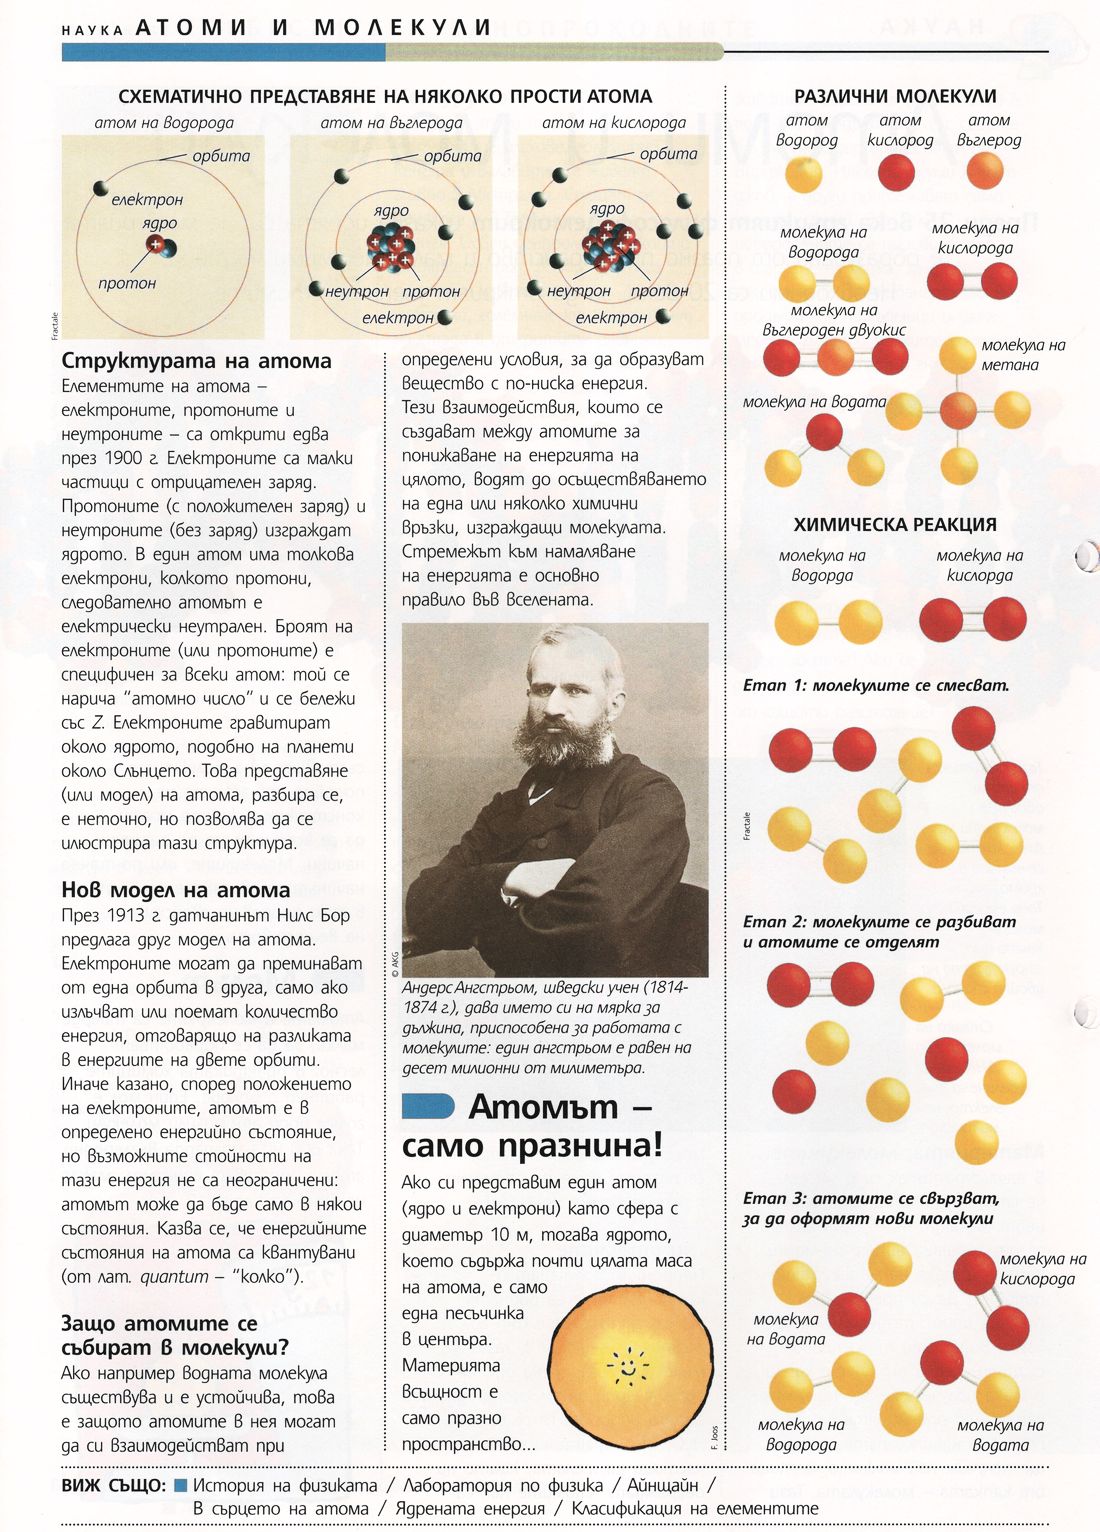 НАУКА АТОМИ И МОЛЕКУЛИ
СХЕМАТИЧНО ПРЕДСТАВЯНЕ НА НЯКОЛКО ПРОСТИ АТОМА
атом на водорода
орбита
електрон
ядро
протон
Fractale
атом на въглерода
орбита
ядро
неутрон
протон
електрон
атом на кислорода
орбита
ядро
неутрон
протон
електрон
Структурата на атома
Елементите на атома –
електроните, протоните и
неутроните – са открити едва
през 1900 г. Електроните са малки
частици с отрицателен заряд.
Протоните (с положителен заряд) и
неутроните (без заряд) изграждат
ядрото. В един атом има толкова
електрони, колкото протони,
следователно атомът е
електрически неутрален. Броят на
електроните (или протоните) е
специфичен за всеки атом: той се
нарича “атомно число” и се бележи
със Z. Електроните гравитират
около ядрото, подобно на планети
около Слънцето. Това представяне
(или модел) на атома, разбира се,
е неточно, но позволява да се
илюстрира тази структура.
Нов модел на атома
През 1913 г. датчанинът Нилс Бор
предлага друг модел на атома.
Електроните могат да преминават
от една орбита в друга, само ако
излъчват или поемат количество
енергия, отговарящо на разликата
в енергиите на двете орбити.
Иначе казано, според положението
на електроните, атомът е в
определено енергийно състояние,
но възможните стойности на
тази енергия не са неограничени:
атомът може да бъде само в някои
състояния. Казва се, че енергийните
състояния на атома са квантувани
(от лат. quantum – “колко”).
Защо атомите се
събират в молекули?
Ако например водната молекула
съществува и е устойчива, това
е защото атомите в нея могат
да си взаимодействат при
определени условия, за да образуват
вещество с по-ниска енергия.
Тези взаимодействия, които се
създават между атомите за
понижаване на енергията на
цялото, водят до осъществяването
на една или няколко химични
връзки, изграждащи молекулата.
Стремежът към намаляване
на енергията е основно
правило във вселената.
© AKG
Андерс Ангстрьом, шведски учен (1814-
1874 г.), дава името си на мярка за
дължина, приспособена за работата с
молекулите: един ангстрьом е равен на
десет милионни от милиметъра.
Атомът –
само празнина!
Ако си представим един атом
(ядро и електрони) като сфера с
диаметър 10 м, тогава ядрото,
което съдържа почти цялата маса
на атома, е само
една песъчинка
в центъра.
Материята
всъщност е
само празно
пространство...
F. Joos
РАЗЛИЧНИ МОЛЕКУЛИ
атом
водород
атом
кислород
атом
въглерод
молекула на
водорода
молекула на
кислорода
молекула на
въглероден двуокис
молекула на
метана
молекула на водата
ХИМИЧЕСКА РЕАКЦИЯ
молекула на
водорда
молекула на
кислорда
Етап 1: молекулите се смесват.
Fractale
Етап 2: молекулите се разбиват
и атомите се отделят
Етап 3: атомите се свързват,
за да оформят нови молекули
молекула на
кислорода
молекула
на водата
молекула на
водорода
молекула на
водата
ВИЖ СЪЩО: История на физиката / Лаборатория по физика / Айнщайн /
В сърцето на атома / Ядрената енергия / Класификация на елементите